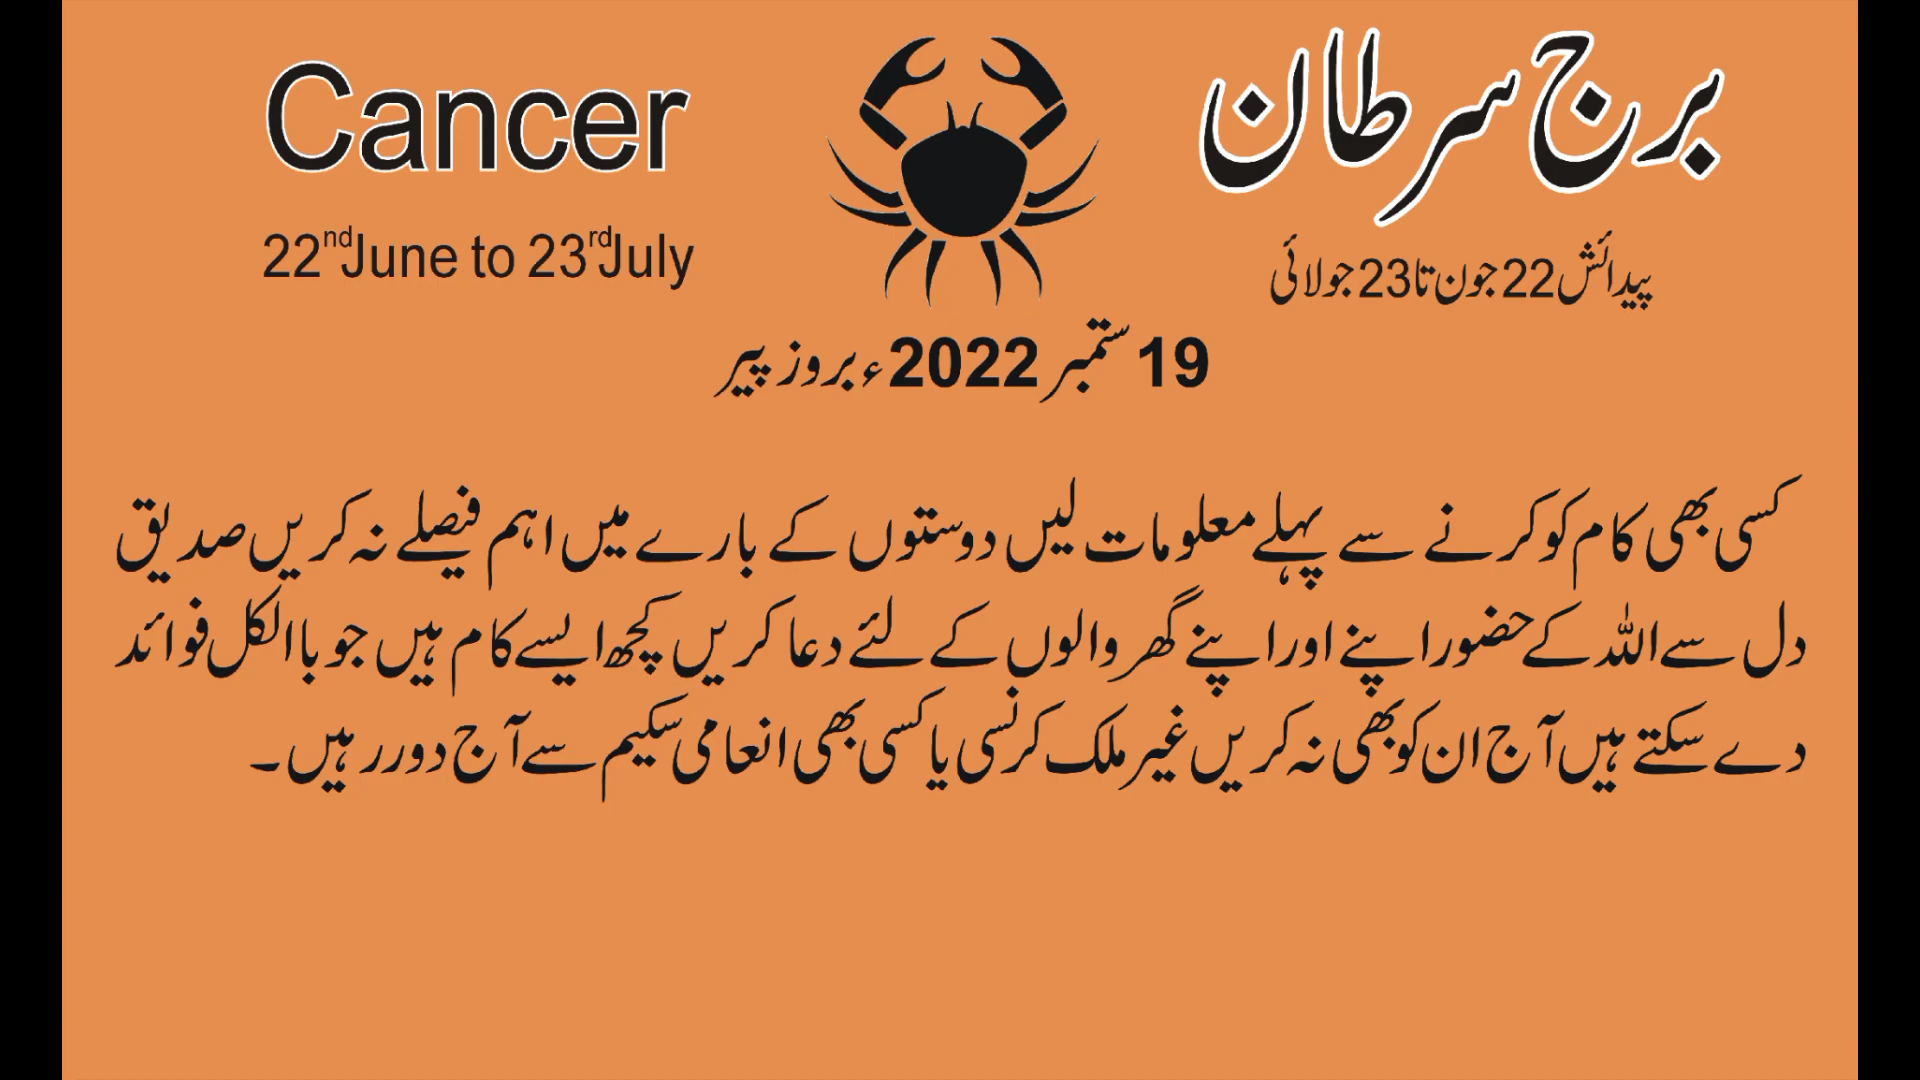 Cancer
برج سرطان
22nd June to 23rd July
پیدائش 22 جون تا 23 جولائی
19 ستمبر 2022ء بروز پیر
کسی بھی کام کو کرنے سے پہلے معلومات لیں دوستوں کے بارے میں اہم فیصلے نہ کریں صدیق
دل سے اللہ کے حضور اپنے اور اپنے گھر والوں کے لئے دعا کریں کچھ ایسے کام ہیں جو باالکل فوائد
دے سکتے ہیں آج ان کو بھی نہ کریں غیر ملک کرنسی یا کسی بھی انعامی سکیم سے آج دور رہیں۔